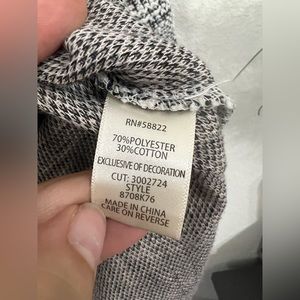 RN#58822
70%POLYESTER
30%COTTON
EXCLUSIVE OF DECORATION
CUT: 3002724
STYLE
8708K76
MADE IN CHINA
CARE ON REVERSE